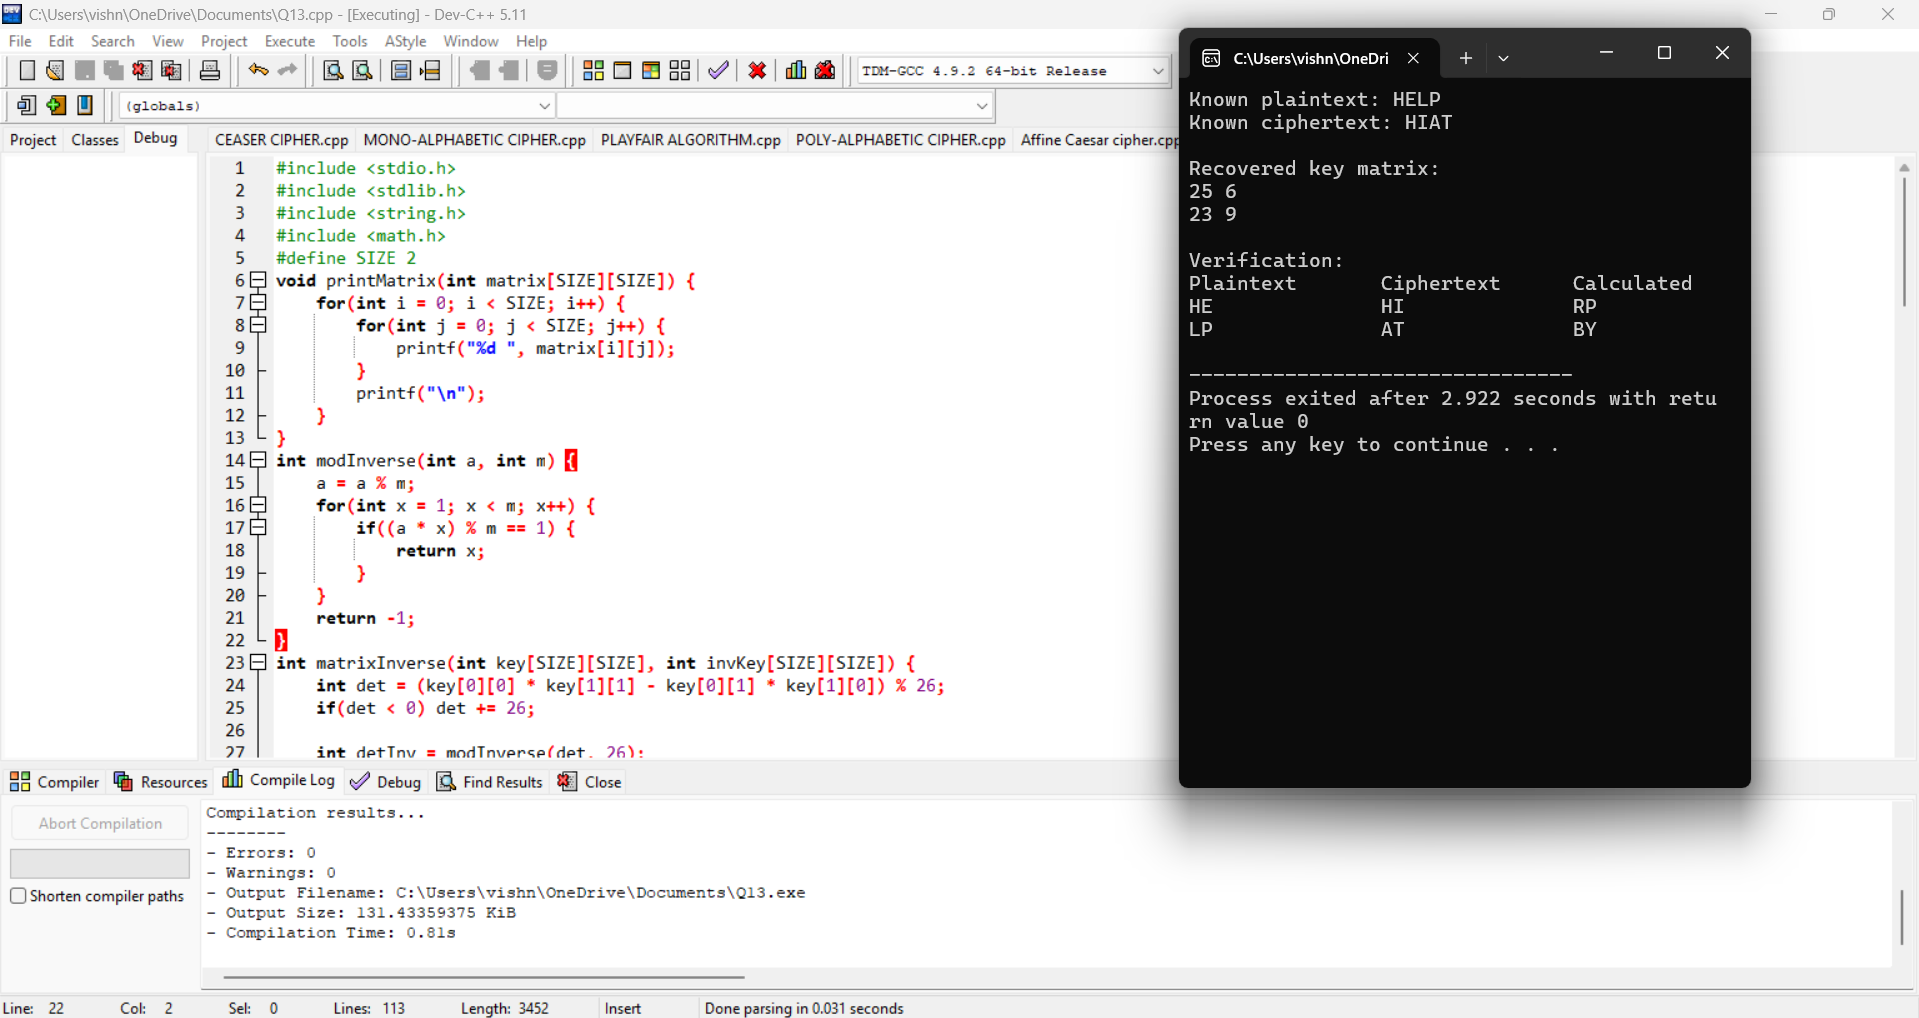 C:\Users\vishn\OneDrive\Documents\Q13.cpp - [Executing] - Dev-C++ 5.11
File Edit Search View Project Execute Tools AStyle Window Help
TDM-GCC 4.9.2 64-bit Release
(globals)
Project Classes Debug
CEASER CIPHER.cpp MONO-ALPHABETIC CIPHER.cpp PLAYFAIR ALGORITHM.cpp POLY-ALPHABETIC CIPHER.cpp Affine Caesar cipher.cpp
1 #include <stdio.h>
2 #include <stdlib.h>
3 #include <string.h>
4 #include <math.h>
5 #define SIZE 2
6 void printMatrix(int matrix[SIZE][SIZE]) {
7 for(int i = 0; i < SIZE; i++) {
8 for(int j = 0; j < SIZE; j++) {
9 printf("%d ", matrix[i][j]);
10 }
11 printf("\n");
12 }
13 }
14 int modInverse(int a, int m) {
15 a = a % m;
16 for(int x = 1; x < m; x++) {
17 if((a * x) % m == 1) {
18 return x;
19 }
20 }
21 return -1;
22 }
23 int matrixInverse(int key[SIZE][SIZE], int invKey[SIZE][SIZE]) {
24 int det = (key[0][0] * key[1][1] - key[0][1] * key[1][0]) % 26;
25 if(det < 0) det += 26;
26
27 int detInv = modInverse(det, 26);
C:\Users\vishn\OneDri
Known plaintext: HELP
Known ciphertext: HIAT
Recovered key matrix:
25 6
23 9
Verification:
Plaintext Ciphertext Calculated
HE HI RP
LP AT BY
--------------------------------
Process exited after 2.922 seconds with retu
rn value 0
Press any key to continue . . .
Compiler Resources Compile Log Debug Find Results Close
Abort Compilation
Shorten compiler paths
Compilation results...
--------
- Errors: 0
- Warnings: 0
- Output Filename: C:\Users\vishn\OneDrive\Documents\Q13.exe
- Output Size: 131.43359375 KiB
- Compilation Time: 0.81s
Line: 22 Col: 2 Sel: 0 Lines: 113 Length: 3452 Insert Done parsing in 0.031 seconds